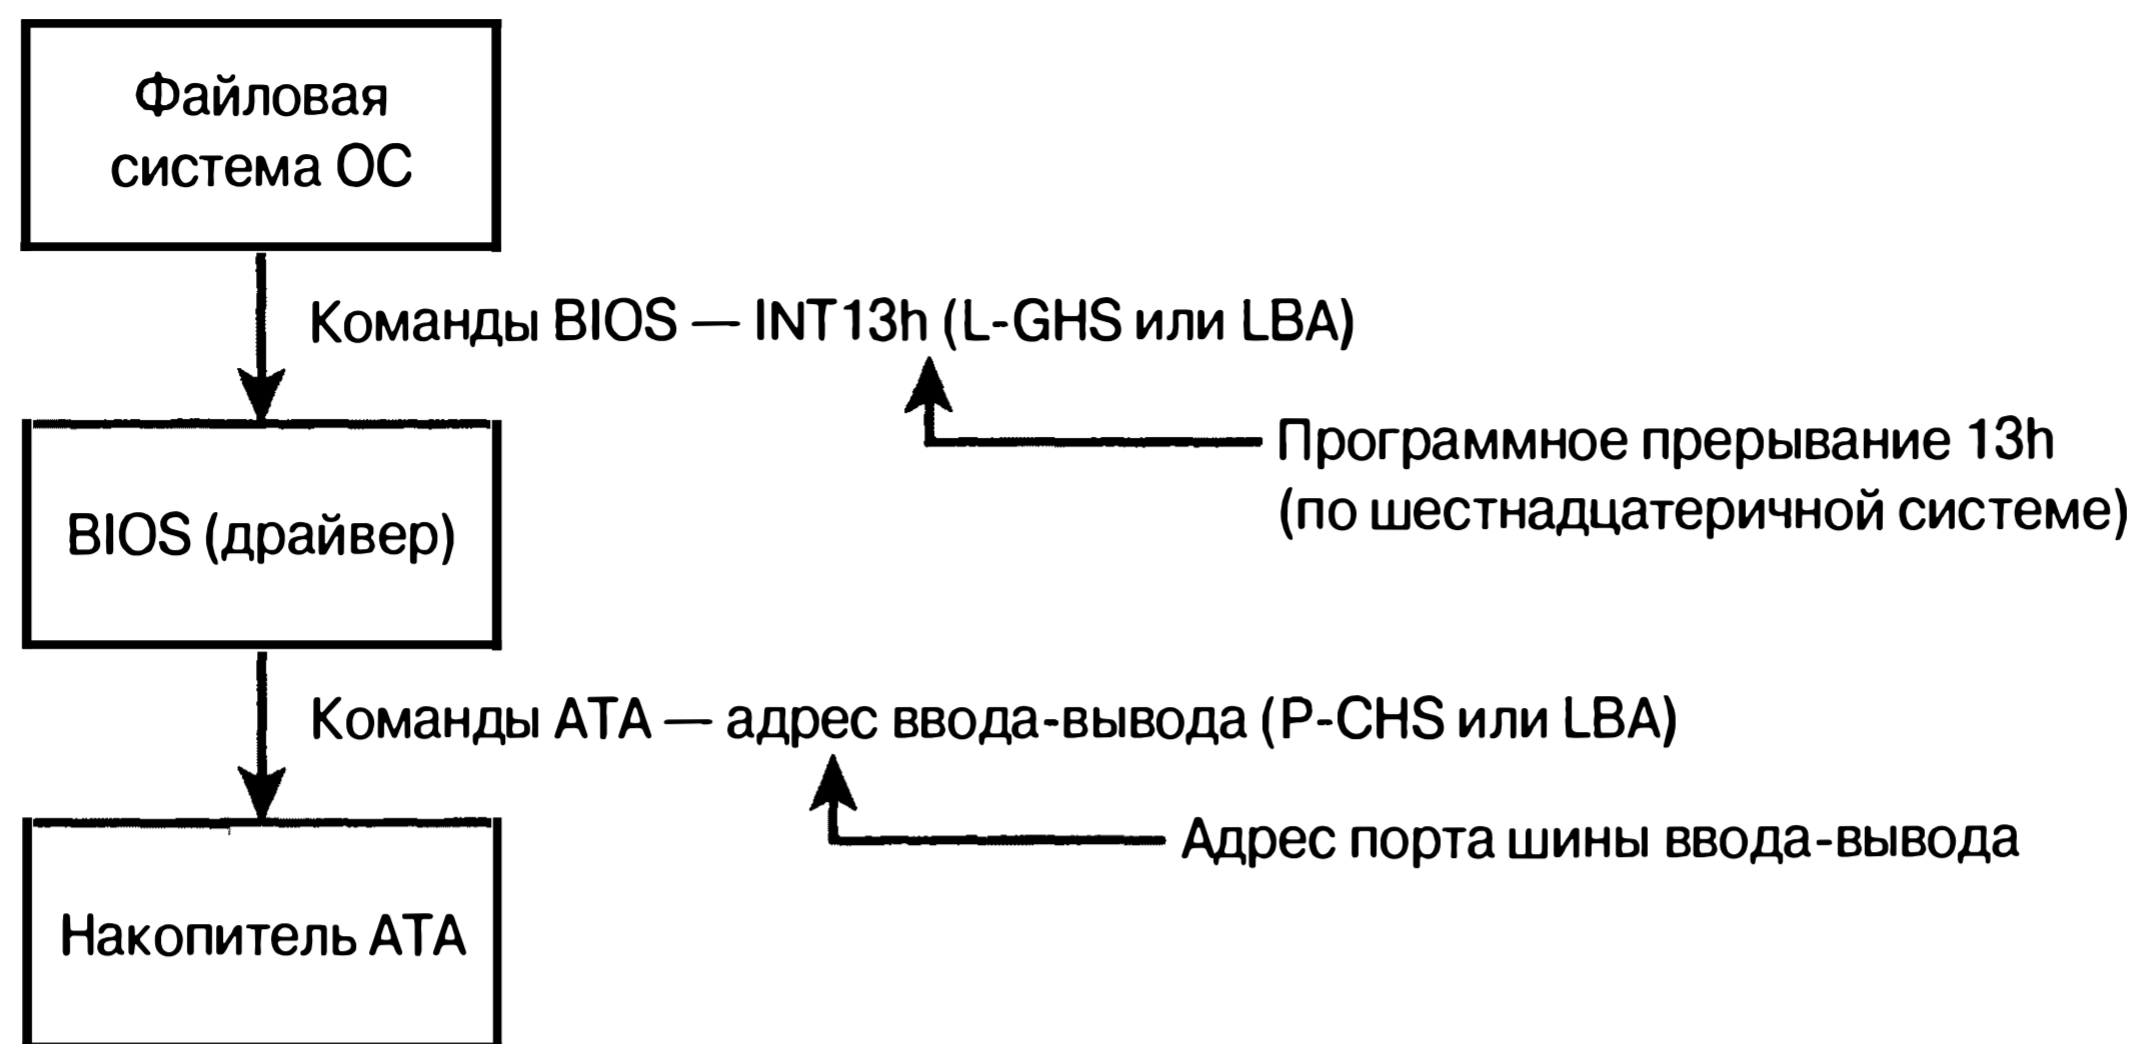 Файловая
система ОС
Команды BIOS — INT13h (L-GHS или LBA)
Программное прерывание 13h
(по шестнадцатеричной системе)
BIOS (драйвер)
Команды ATA — адрес ввода-вывода (P-CHS или LBA)
Адрес порта шины ввода-вывода
Накопитель ATA